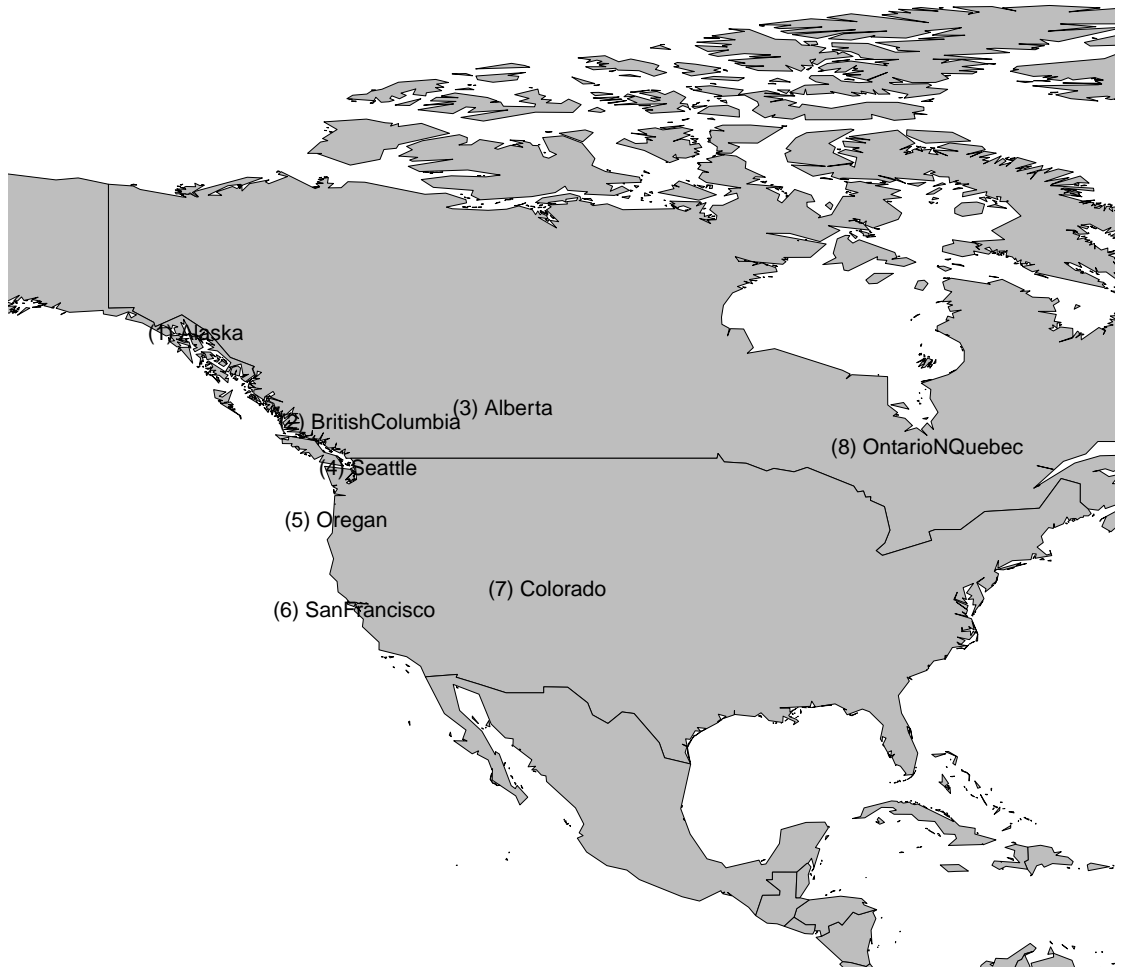 (1) Alaska
(3) Alberta
(2) BritishColumbia
(8) OntarioNQuebec
(4) Seattle
(5) Oregan
(7) Colorado
(6) SanFrancisco